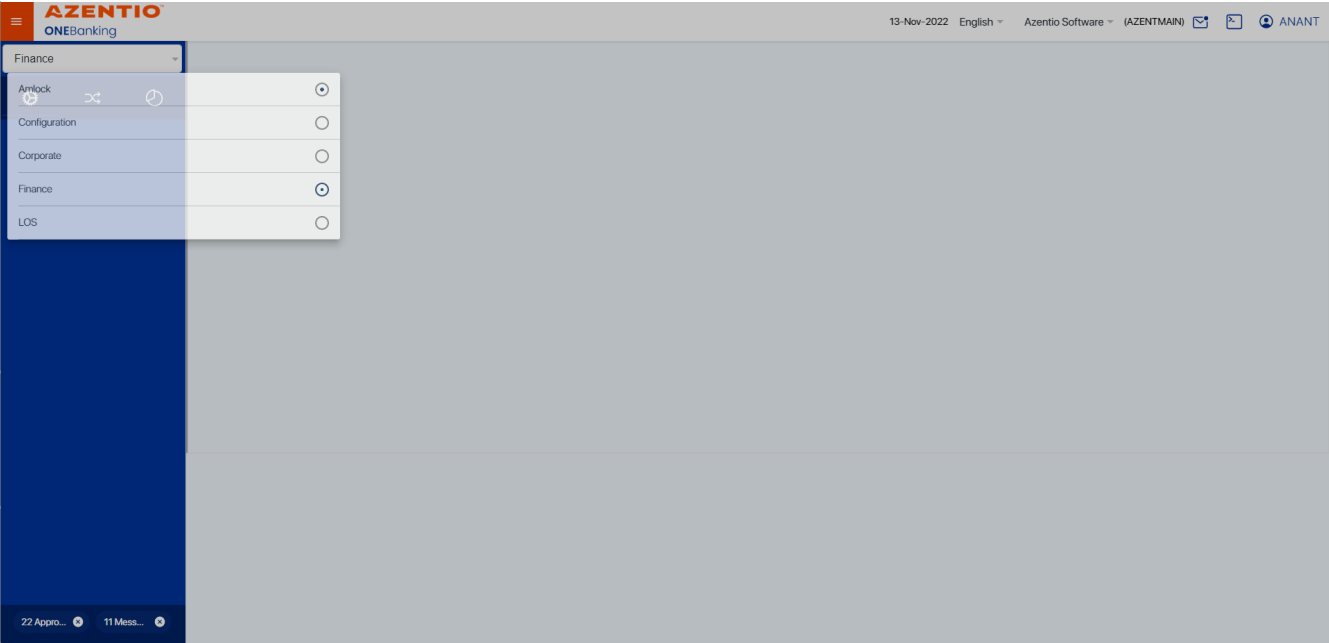 AZENTIO
ONEBanking
13-Nov-2022 English Azentio Software (AZENTMAIN) ANANT
Finance
Amlock
Configuration
Corporate
Finance
LOS
22 Appro... 11 Mess...